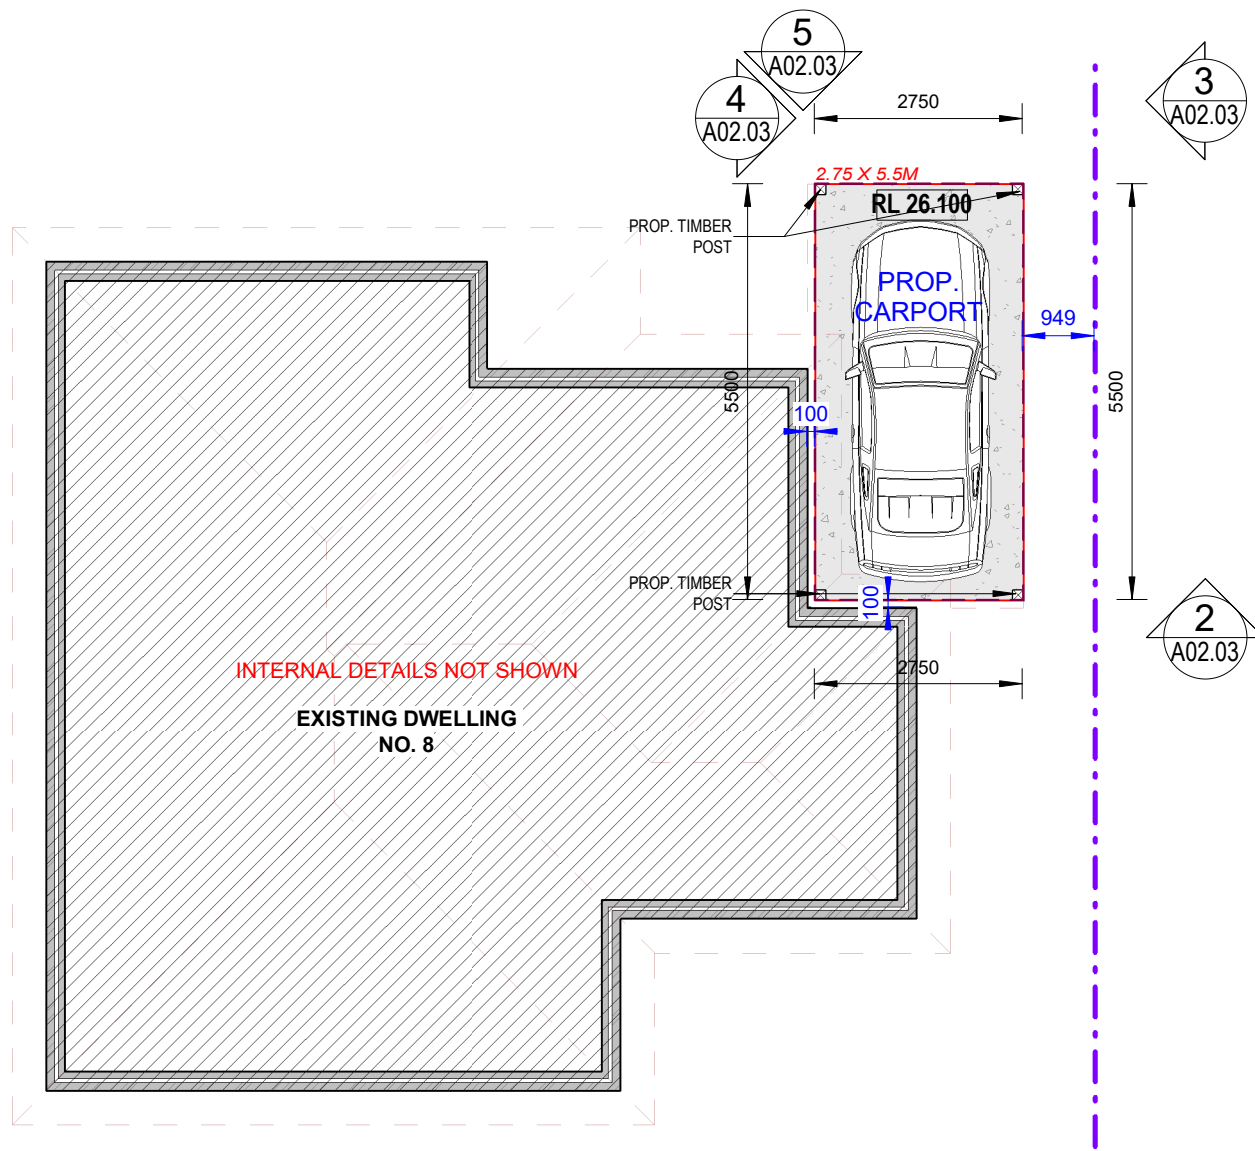 5
A02.03
4
A02.03
3
A02.03
2750
2.75 X 5.5M
RL 26.100
PROP. TIMBER
POST
PROP.
CARPORT
949
5500
5500
100
PROP. TIMBER
POST
100
2
A02.03
2750
INTERNAL DETAILS NOT SHOWN
EXISTING DWELLING
NO. 8